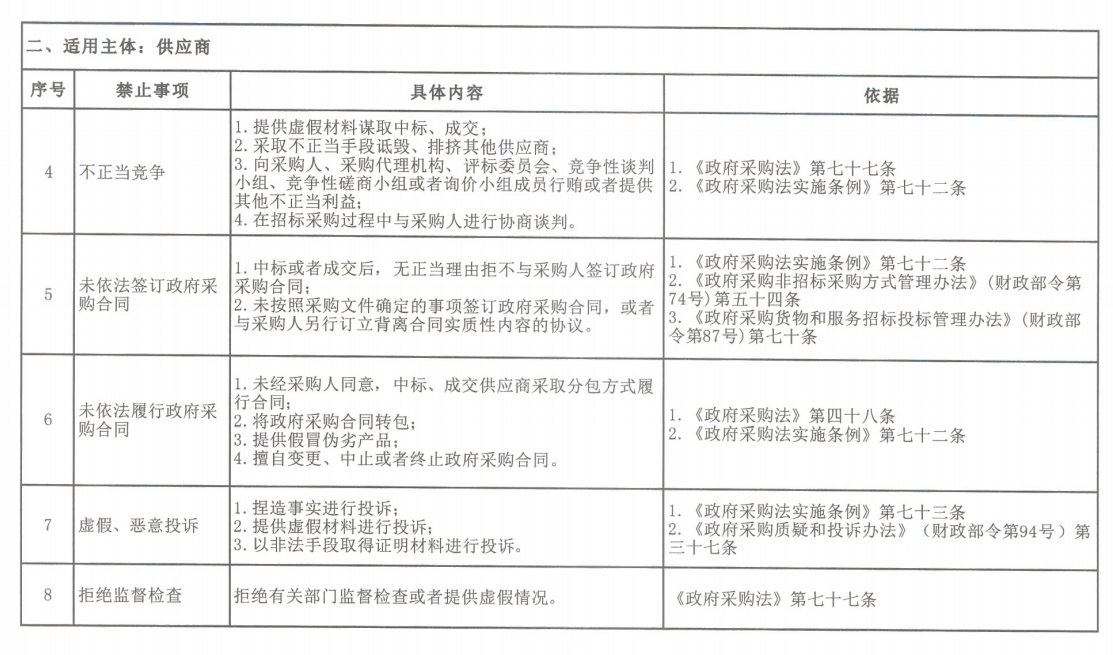 二、适用主体：供应商
序号
禁止事项
具体内容
依据
4
不正当竞争
1.提供虚假材料谋取中标、成交；
2.采取不正当手段诋毁、排挤其他供应商；
3.向采购人、采购代理机构、评标委员会、竞争性谈判
小组、竞争性磋商小组或者询价小组成员行贿或者提供
其他不正当利益；
4.在招标采购过程中与采购人进行协商谈判。
1.《政府采购法》第七十七条
2.《政府采购法实施条例》第七十二条
5
未依法签订政府采
购合同
1.中标或者成交后，无正当理由拒不与采购人签订政府
采购合同；
2.未按照采购文件确定的事项签订政府采购合同，或者
与采购人另行订立背离合同实质性内容的协议。
1.《政府采购法实施条例》第七十二条
2.《政府采购非招标采购方式管理办法》(财政部令第
74号)第五十四条
3.《政府采购货物和服务招标投标管理办法》(财政部
令第87号)第七十条
6
未依法履行政府采
购合同
1.未经采购人同意，中标、成交供应商采取分包方式履
行合同；
2.将政府采购合同转包；
3.提供假冒伪劣产品；
4.擅自变更、中止或者终止政府采购合同。
1.《政府采购法》第四十八条
2.《政府采购法实施条例》第七十二条
7
虚假、恶意投诉
1.捏造事实进行投诉；
2.提供虚假材料进行投诉；
3.以非法手段取得证明材料进行投诉。
1.《政府采购法实施条例》第七十三条
2.《政府采购质疑和投诉办法》（财政部令第94号）第
三十七条
8
拒绝监督检查
拒绝有关部门监督检查或者提供虚假情况。
《政府采购法》第七十七条